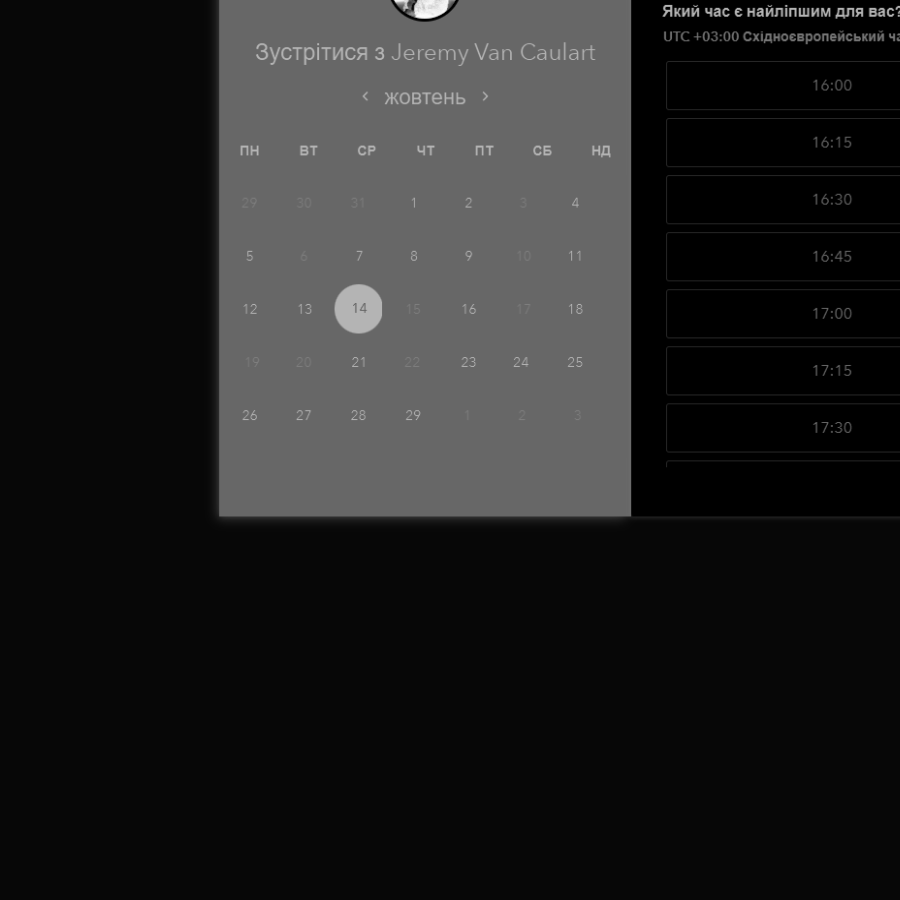 Зустрітися з Jeremy Van Caulart
‹ жовтень ›
ПН ВТ СР ЧТ ПТ СБ НД
29 30 31 1 2 3 4
5 6 7 8 9 10 11
12 13 14 15 16 17 18
19 20 21 22 23 24 25
26 27 28 29 1 2 3
Який час є найліпшим для вас?
UTC +03:00 Східноєвропейський ча
16:00
16:15
16:30
16:45
17:00
17:15
17:30